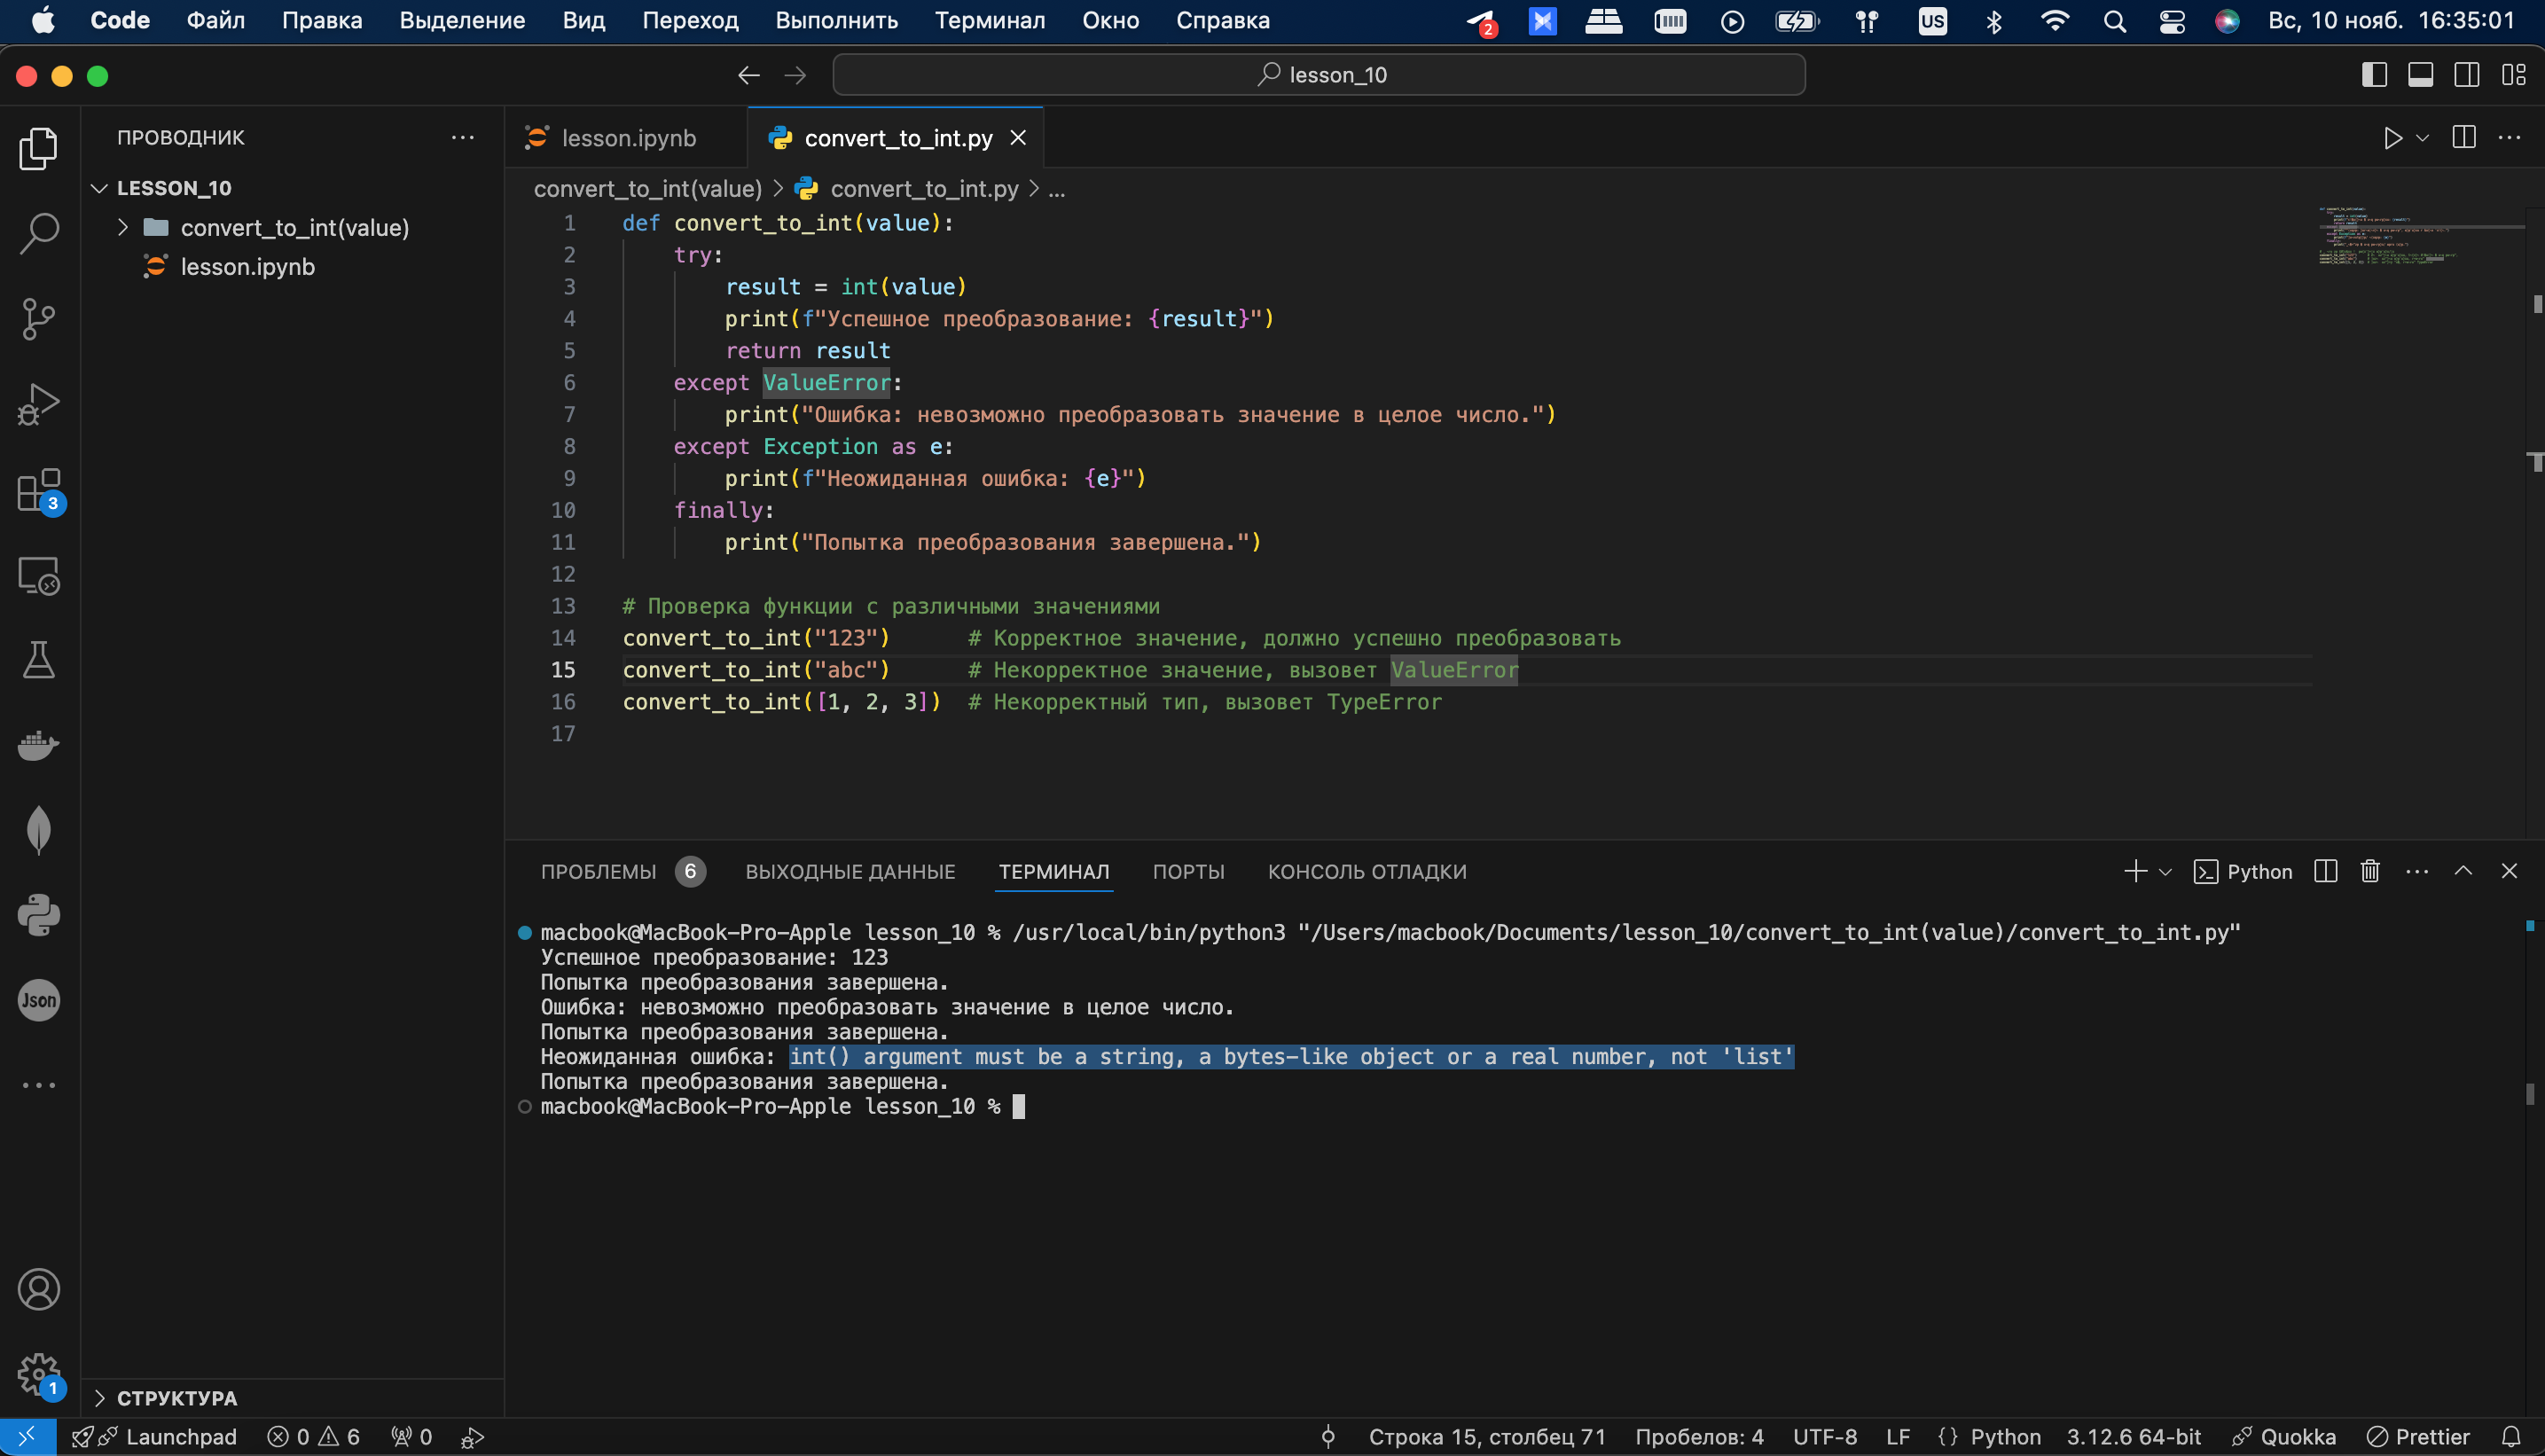 Code Файл Правка Выделение Вид Переход Выполнить Терминал Окно Справка 2 US Вс, 10 нояб. 16:35:01
lesson_10
ПРОВОДНИК
LESSON_10
convert_to_int(value)
lesson.ipynb
3
Json
1
СТРУКТУРА
lesson.ipynb convert_to_int.py
convert_to_int(value) > convert_to_int.py > ...
1 def convert_to_int(value):
2 try:
3 result = int(value)
4 print(f"Успешное преобразование: {result}")
5 return result
6 except ValueError:
7 print("Ошибка: невозможно преобразовать значение в целое число.")
8 except Exception as e:
9 print(f"Неожиданная ошибка: {e}")
10 finally:
11 print("Попытка преобразования завершена.")
12
13 # Проверка функции с различными значениями
14 convert_to_int("123") # Корректное значение, должно успешно преобразовать
15 convert_to_int("abc") # Некорректное значение, вызовет ValueError
16 convert_to_int([1, 2, 3]) # Некорректный тип, вызовет TypeError
17
ПРОБЛЕМЫ 6 ВЫХОДНЫЕ ДАННЫЕ ТЕРМИНАЛ ПОРТЫ КОНСОЛЬ ОТЛАДКИ Python
macbook@MacBook-Pro-Apple lesson_10 % /usr/local/bin/python3 "/Users/macbook/Documents/lesson_10/convert_to_int(value)/convert_to_int.py"
Успешное преобразование: 123
Попытка преобразования завершена.
Ошибка: невозможно преобразовать значение в целое число.
Попытка преобразования завершена.
Неожиданная ошибка: int() argument must be a string, a bytes-like object or a real number, not 'list'
Попытка преобразования завершена.
macbook@MacBook-Pro-Apple lesson_10 %
Launchpad 0 6 0 Строка 15, столбец 71 Пробелов: 4 UTF-8 LF {} Python 3.12.6 64-bit Quokka Prettier